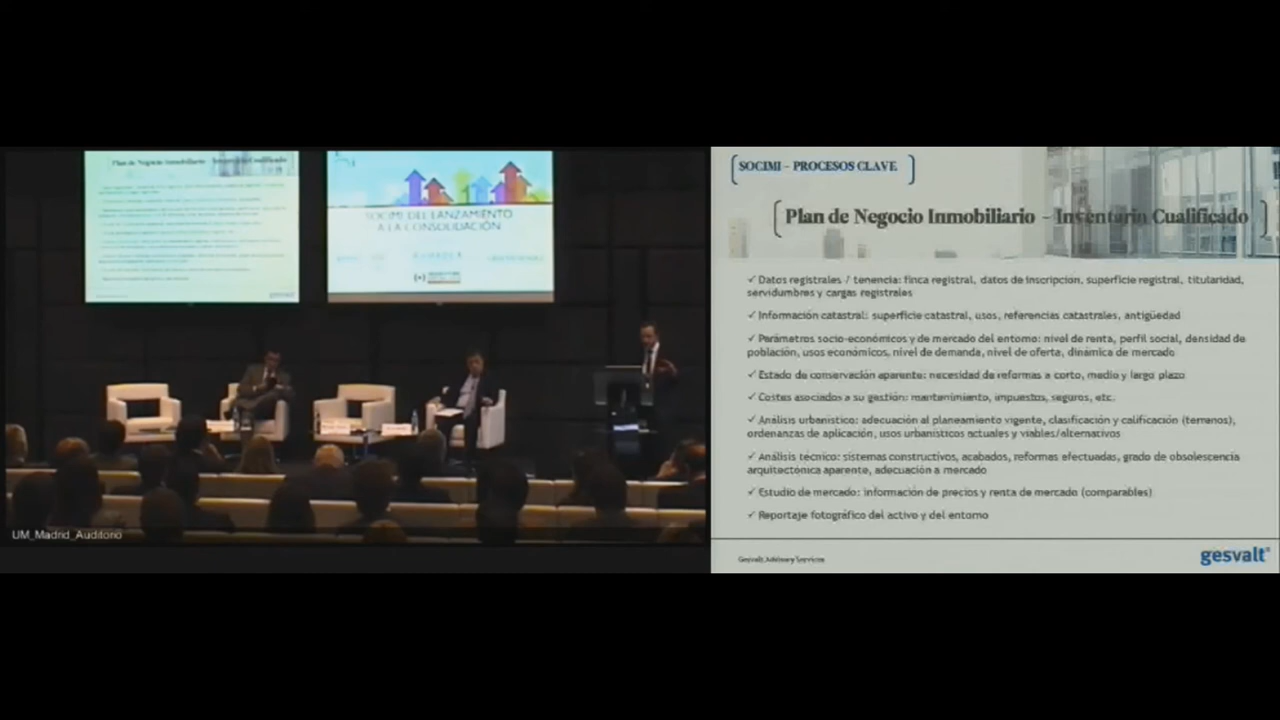 Plan de Negocio Inmobiliario - Inventario Cualificado
SOCIMI DEL LANZAMIENTO
A LA CONSOLIDACIÓN
UM_Madrid_Auditorio
SOCIMI - PROCESOS CLAVE
Plan de Negocio Inmobiliario - Inventario Cualificado
✓ Datos registrales / tenencia: finca registral, datos de inscripción, superficie registral, titularidad,
servidumbres y cargas registrales
✓ Información catastral: superficie catastral, usos, referencias catastrales, antigüedad
✓ Parámetros socio-económicos y de mercado del entorno: nivel de renta, perfil social, densidad de
población, usos económicos, nivel de demanda, nivel de oferta, dinámica de mercado
✓ Estado de conservación aparente: necesidad de reformas a corto, medio y largo plazo
✓ Costes asociados a su gestión: mantenimiento, impuestos, seguros, etc.
✓ Análisis urbanístico: adecuación al planeamiento vigente, clasificación y calificación (terrenos),
ordenanzas de aplicación, usos urbanísticos actuales y viables/alternativos
✓ Análisis técnico: sistemas constructivos, acabados, reformas efectuadas, grado de obsolescencia
arquitectónica aparente, adecuación a mercado
✓ Estudio de mercado: información de precios y renta de mercado (comparables)
✓ Reportaje fotográfico del activo y del entorno
Gesvalt Advisory Services
gesvalt